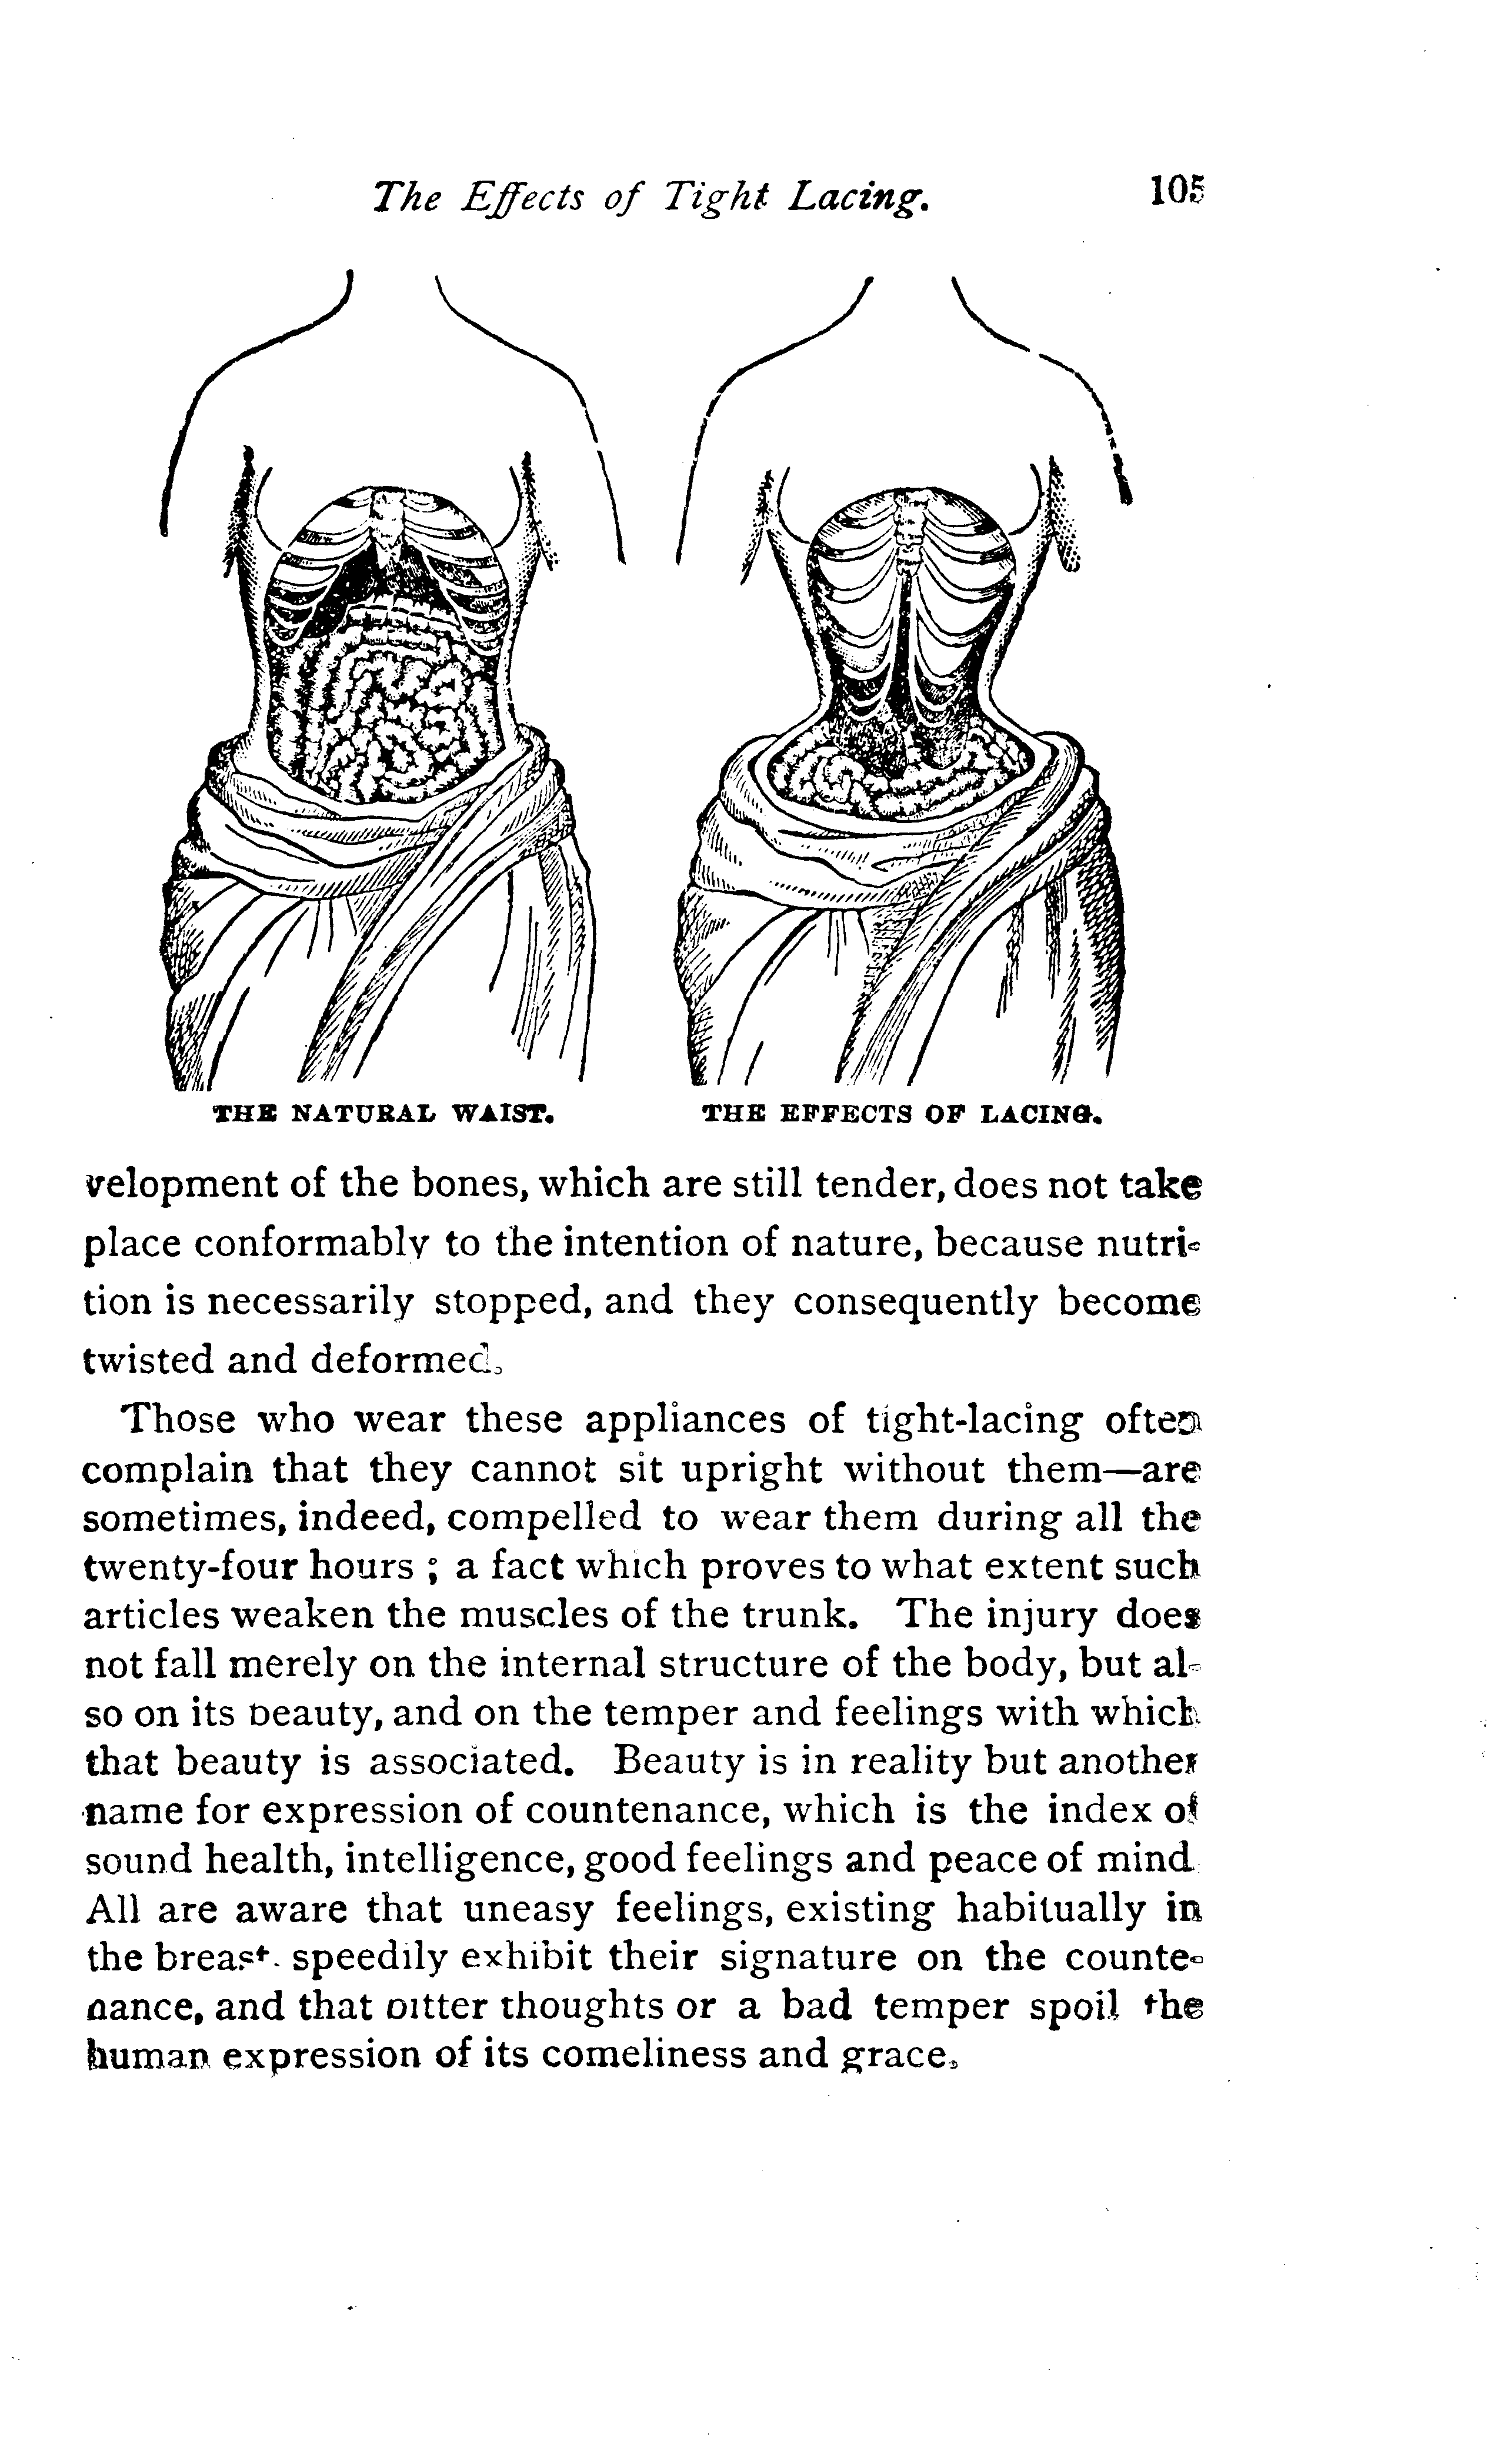 The Effects of Tight Lacing. 105
THE NATURAL WAIST. THE EFFECTS OF LACING.
velopment of the bones, which are still tender, does not take
place conformably to the intention of nature, because nutri-
tion is necessarily stopped, and they consequently become
twisted and deformed.
Those who wear these appliances of tight-lacing often
complain that they cannot sit upright without them—are
sometimes, indeed, compelled to wear them during all the
twenty-four hours ; a fact which proves to what extent such
articles weaken the muscles of the trunk. The injury does
not fall merely on the internal structure of the body, but al-
so on its beauty, and on the temper and feelings with which
that beauty is associated. Beauty is in reality but another
name for expression of countenance, which is the index of
sound health, intelligence, good feelings and peace of mind.
All are aware that uneasy feelings, existing habitually in
the breast, speedily exhibit their signature on the counte-
nance, and that bitter thoughts or a bad temper spoil the
human expression of its comeliness and grace.